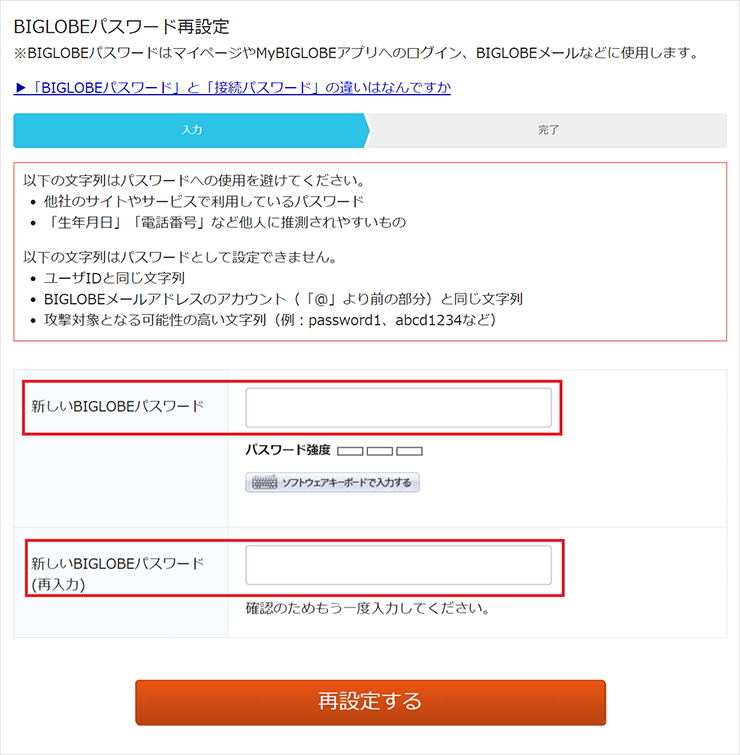 BIGLOBEパスワード再設定
※BIGLOBEパスワードはマイページやMyBIGLOBEアプリへのログイン、BIGLOBEメールなどに使用します。
▶「BIGLOBEパスワード」と「接続パスワード」の違いはなんですか
入力
完了
以下の文字列はパスワードへの使用を避けてください。
• 他社のサイトやサービスで利用しているパスワード
• 「生年月日」「電話番号」など他人に推測されやすいもの
以下の文字列はパスワードとして設定できません。
• ユーザIDと同じ文字列
• BIGLOBEメールアドレスのアカウント（「@」より前の部分）と同じ文字列
• 攻撃対象となる可能性の高い文字列（例：password1、abcd1234など）
新しいBIGLOBEパスワード
パスワード強度
ソフトウェアキーボードで入力する
新しいBIGLOBEパスワード
(再入力)
確認のためもう一度入力してください。
再設定する